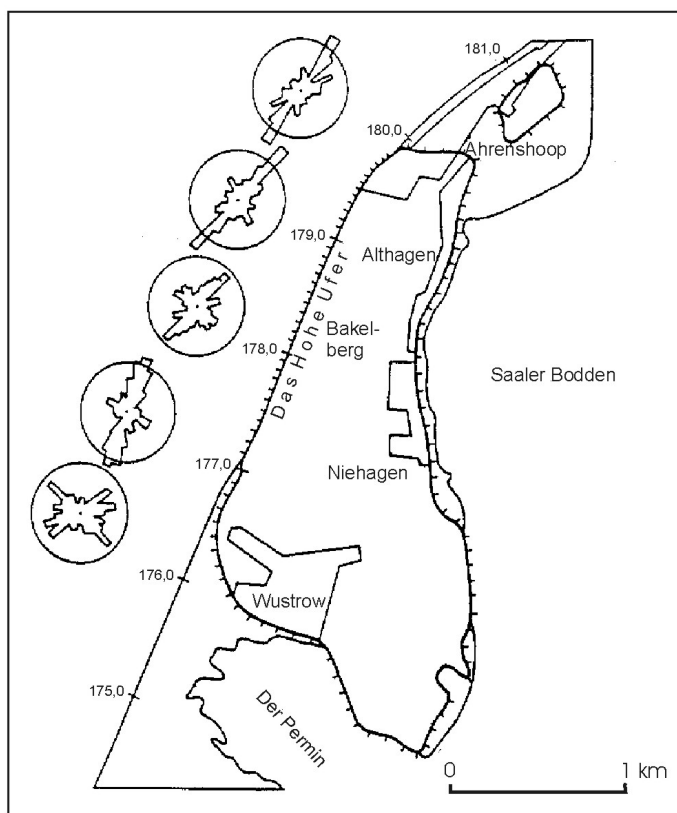 181,0
180,0
Ahrenshoop
179,0
Althagen
Das Hohe Ufer
Bakel-
berg
178,0
Saaler Bodden
177,0
Niehagen
176,0
Wustrow
175,0
Der Permin
0 1 km